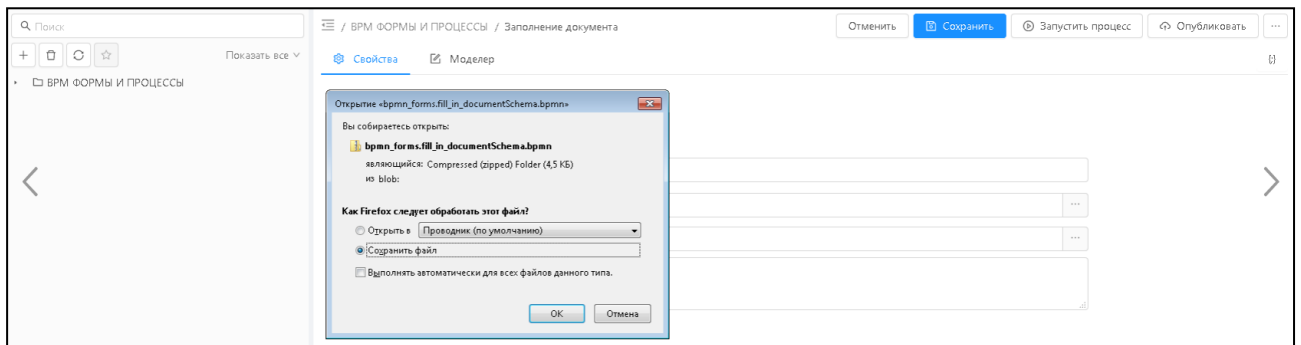 Поиск
/ BPM ФОРМЫ И ПРОЦЕССЫ / Заполнение документа
Отменить
Сохранить
Запустить процесс
Опубликовать
Показать все
Свойства
Моделер
BPM ФОРМЫ И ПРОЦЕССЫ
Открытие «bpmn_forms.fill_in_documentSchema.bpmn»
Вы собираетесь открыть:
bpmn_forms.fill_in_documentSchema.bpmn
являющийся: Compressed (zipped) Folder (4,5 КБ)
из blob:
Как Firefox следует обработать этот файл?
Открыть в Проводник (по умолчанию)
Сохранить файл
Выполнять автоматически для всех файлов данного типа.
OK
Отмена